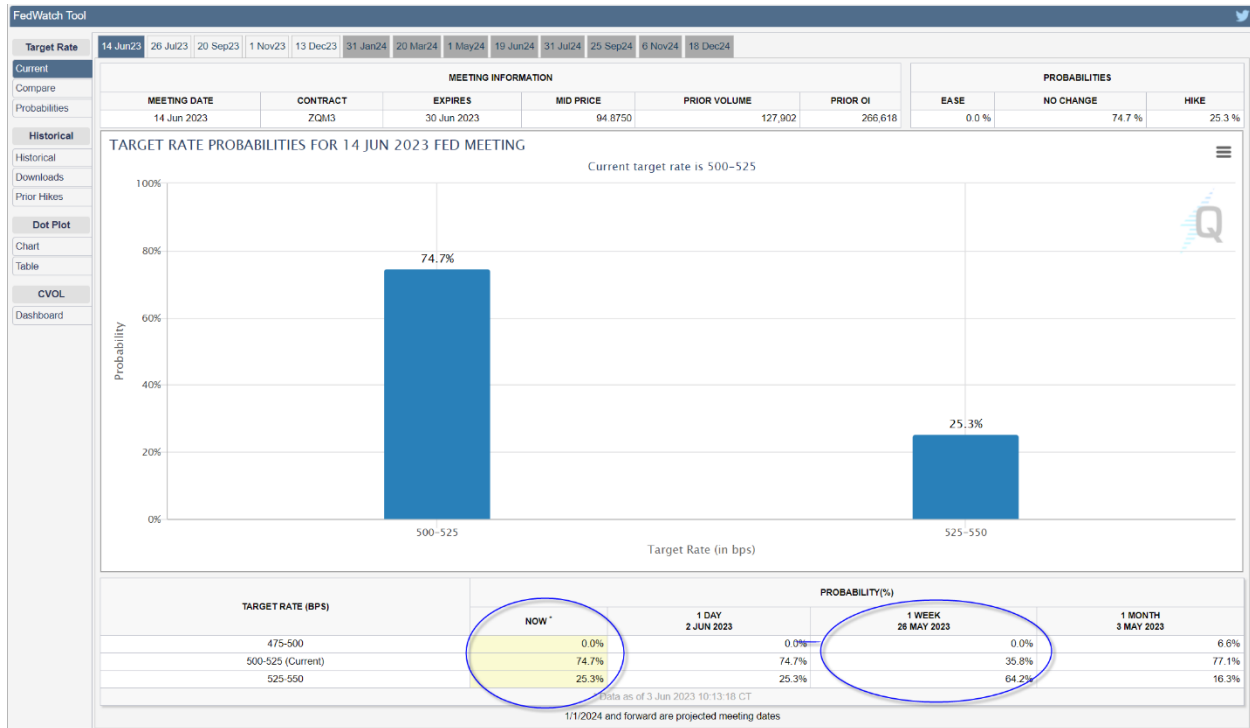 FedWatch Tool
Target Rate
Current
Compare
Probabilities
Historical
Historical
Downloads
Prior Hikes
Dot Plot
Chart
Table
CVOL
Dashboard
14 Jun23 26 Jul23 20 Sep23 1 Nov23 13 Dec23 31 Jan24 20 Mar24 1 May24 19 Jun24 31 Jul24 25 Sep24 6 Nov24 18 Dec24
MEETING INFORMATION PROBABILITIES
MEETING DATE CONTRACT EXPIRES MID PRICE PRIOR VOLUME PRIOR OI EASE NO CHANGE HIKE
14 Jun 2023 ZQM3 30 Jun 2023 94.8750 127,902 266,618 0.0 % 74.7 % 25.3 %
TARGET RATE PROBABILITIES FOR 14 JUN 2023 FED MEETING
Current target rate is 500-525
Q
100%
80%
60%
40%
20%
0%
Probability
74.7%
25.3%
500-525 525-550
Target Rate (in bps)
TARGET RATE (BPS) PROBABILITY(%)
NOW * 1 DAY 1 WEEK 1 MONTH
2 JUN 2023 26 MAY 2023 3 MAY 2023
475-500 0.0% 0.0% 0.0% 6.6%
500-525 (Current) 74.7% 74.7% 35.8% 77.1%
525-550 25.3% 25.3% 64.2% 16.3%
* Data as of 3 Jun 2023 10:13:18 CT
1/1/2024 and forward are projected meeting dates